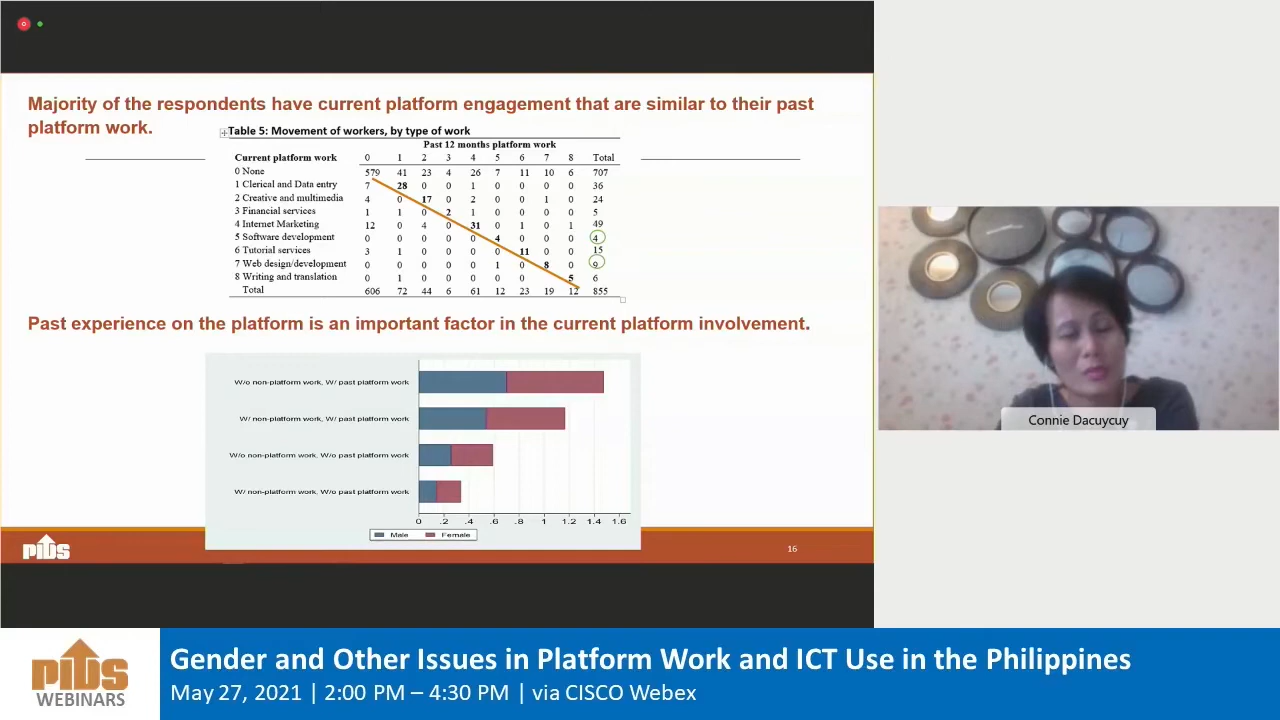 Majority of the respondents have current platform engagement that are similar to their past
platform work.
Table 5: Movement of workers, by type of work
Past 12 months platform work
Current platform work 0 1 2 3 4 5 6 7 8 Total
0 None 579 41 23 4 26 7 11 10 6 707
1 Clerical and Data entry 7 28 0 0 1 0 0 0 0 36
2 Creative and multimedia 4 0 17 0 2 0 0 1 0 24
3 Financial services 1 1 0 2 1 0 0 0 0 5
4 Internet Marketing 12 0 4 0 31 0 1 0 1 49
5 Software development 0 0 0 0 0 4 0 0 0 4
6 Tutorial services 3 1 0 0 0 0 11 0 0 15
7 Web design/development 0 0 0 0 0 1 0 8 0 9
8 Writing and translation 0 1 0 0 0 0 0 0 5 6
Total 606 72 44 6 61 12 23 19 12 855
Past experience on the platform is an important factor in the current platform involvement.
W/o non-platform work, W/ past platform work
W/ non-platform work, W/ past platform work
W/o non-platform work, W/o past platform work
W/ non-platform work, W/o past platform work
0 .2 .4 .6 .8 1 1.2 1.4 1.6
Male Female
PIDS
16
Connie Dacuycuy
PIDS
WEBINARS
Gender and Other Issues in Platform Work and ICT Use in the Philippines
May 27, 2021 | 2:00 PM – 4:30 PM | via CISCO Webex